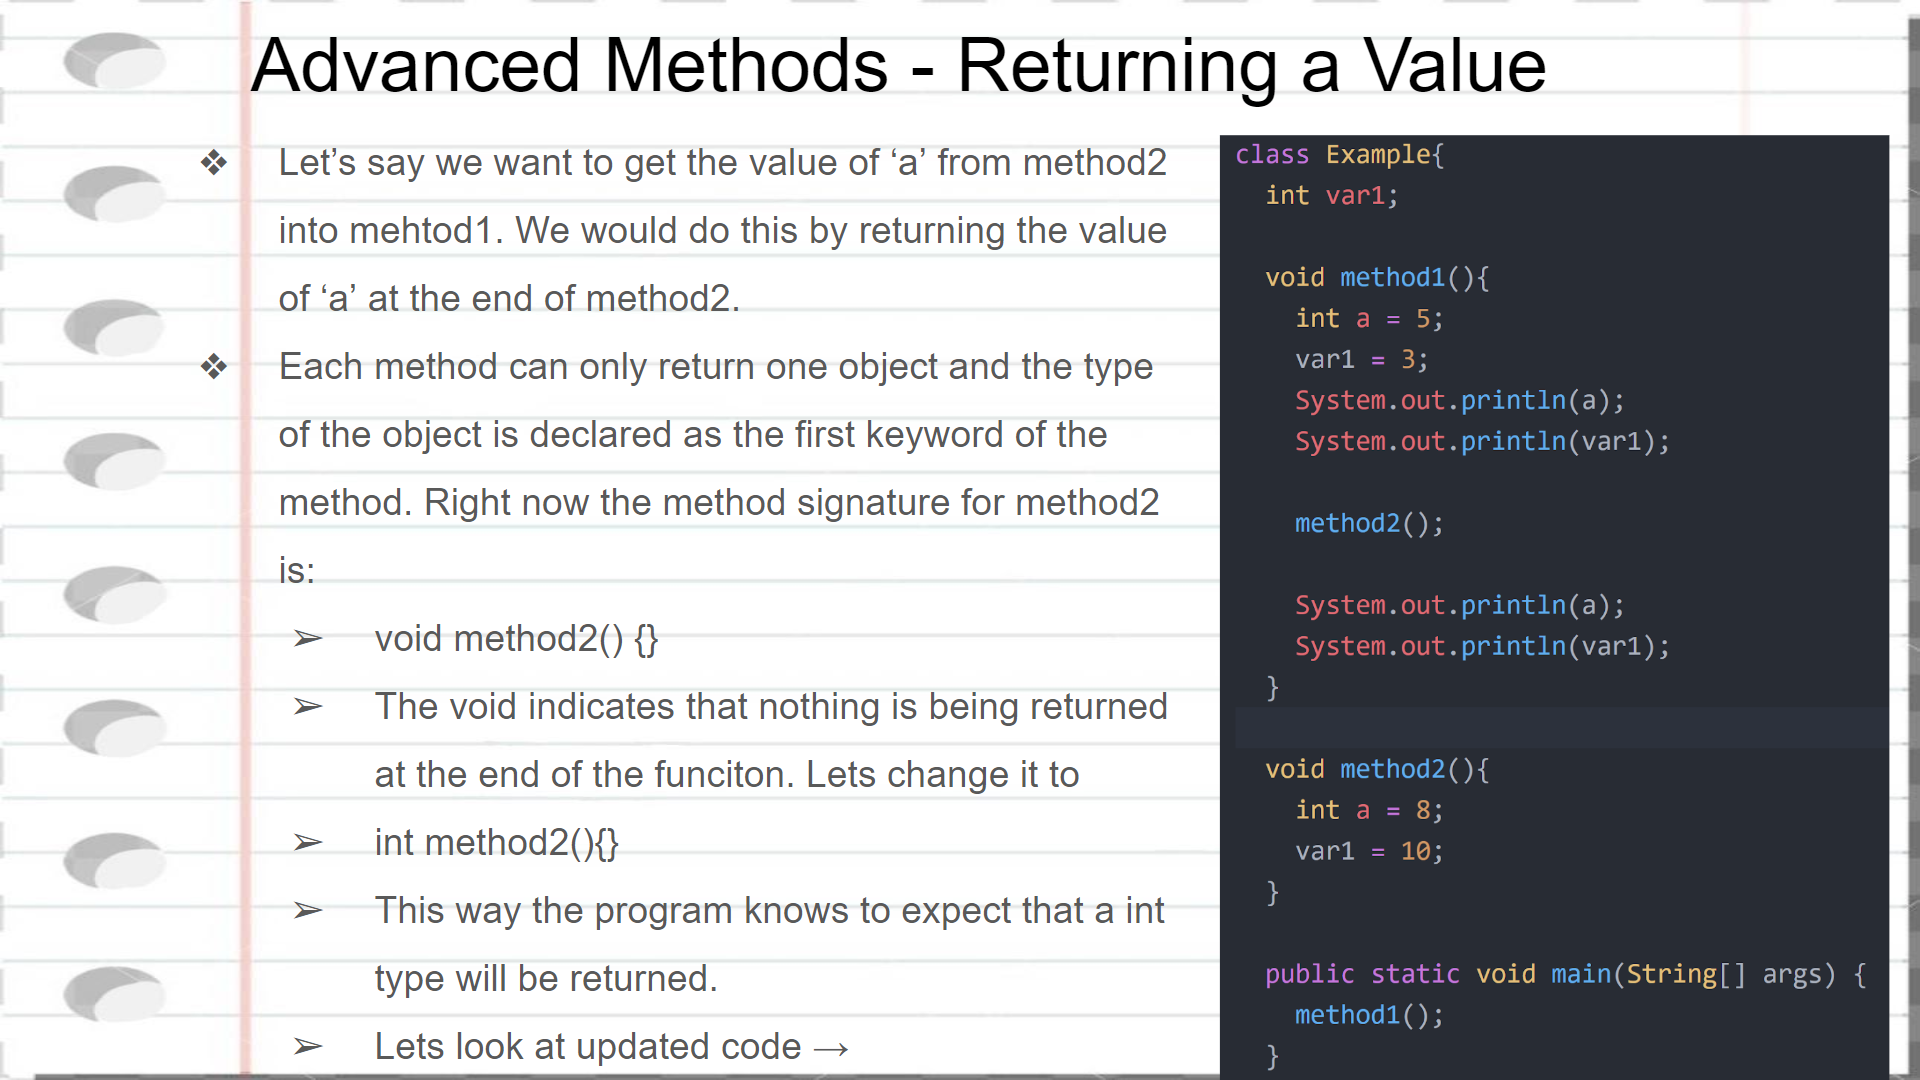 Advanced Methods - Returning a Value
❖ Let’s say we want to get the value of ‘a’ from method2
into mehtod1. We would do this by returning the value
of ‘a’ at the end of method2.
❖ Each method can only return one object and the type
of the object is declared as the first keyword of the
method. Right now the method signature for method2
is:
➢ void method2() {}
➢ The void indicates that nothing is being returned
at the end of the funciton. Lets change it to
➢ int method2(){}
➢ This way the program knows to expect that a int
type will be returned.
➢ Lets look at updated code →
class Example{
  int var1;

  void method1(){
    int a = 5;
    var1 = 3;
    System.out.println(a);
    System.out.println(var1);

    method2();

    System.out.println(a);
    System.out.println(var1);
  }

  void method2(){
    int a = 8;
    var1 = 10;
  }

  public static void main(String[] args) {
    method1();
  }